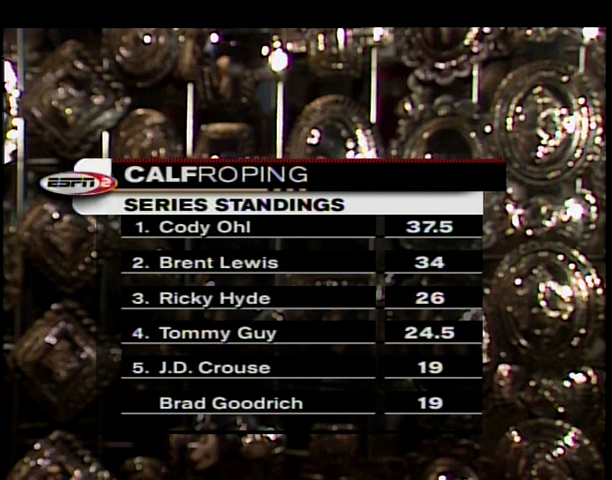 ESPN2
CALFROPING
SERIES STANDINGS
1. Cody Ohl 37.5
2. Brent Lewis 34
3. Ricky Hyde 26
4. Tommy Guy 24.5
5. J.D. Crouse 19
Brad Goodrich 19